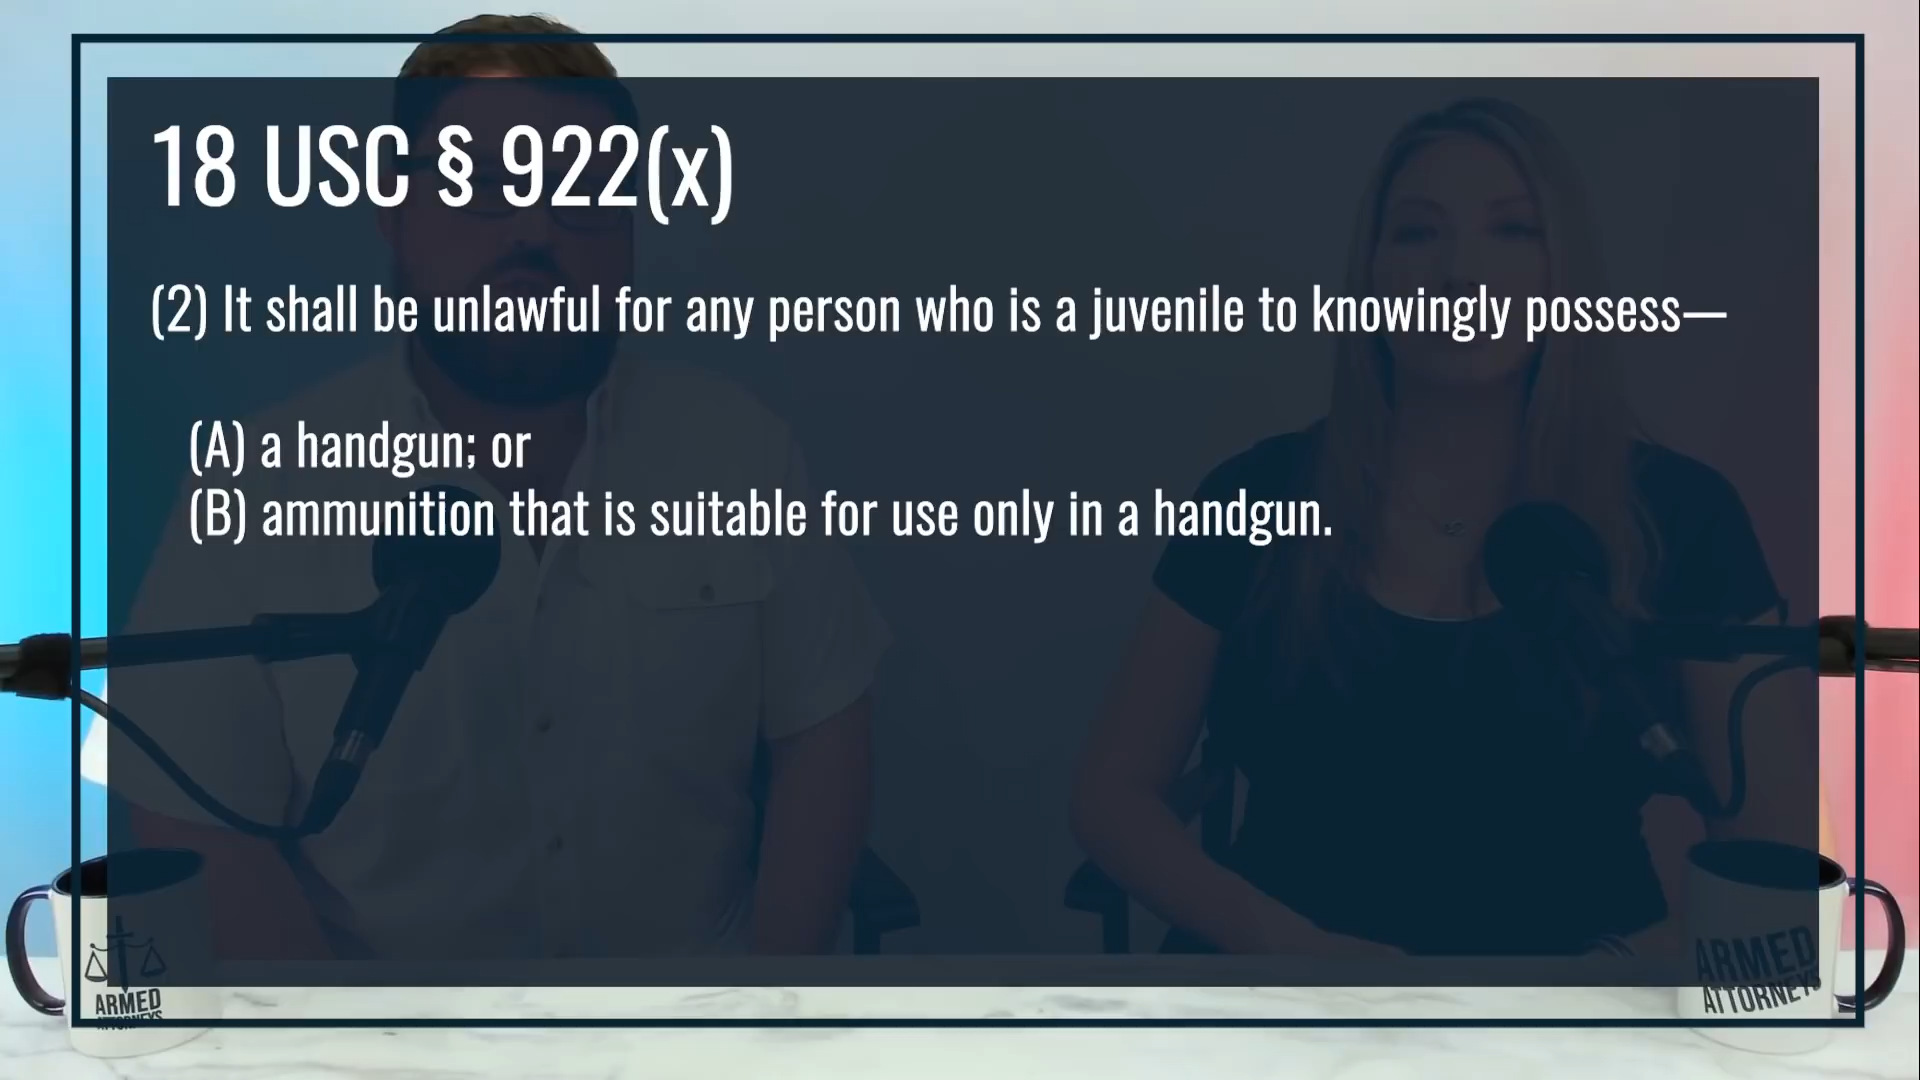 18 USC § 922(x)
(2) It shall be unlawful for any person who is a juvenile to knowingly possess—
(A) a handgun; or
(B) ammunition that is suitable for use only in a handgun.
ARMED
ATTORNEYS
ARMED
ATTORNEYS